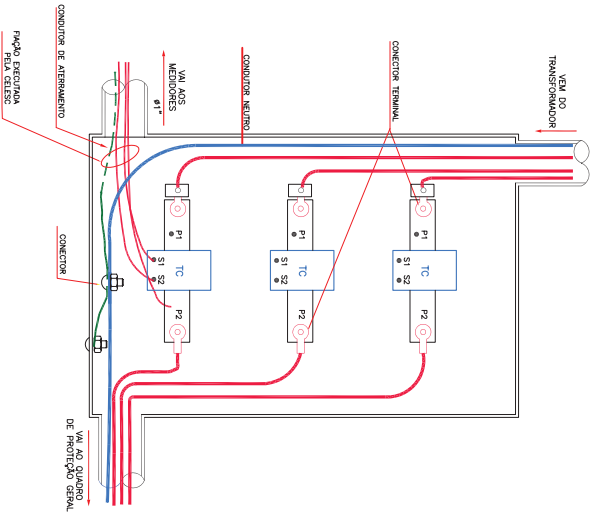 FIAÇÃO EXECUTADA
PELA CELESC
CONDUTOR DE ATERRAMENTO
VAI AOS
MEDIDORES
ø1"
CONDUTOR NEUTRO
CONECTOR TERMINAL
VEM DO
TRANSFORMADOR
P1
S1
S2
TC
P2
P1
S1
S2
TC
P2
P1
S1
S2
TC
P2
CONECTOR
VAI AO QUADRO
DE PROTEÇÃO GERAL